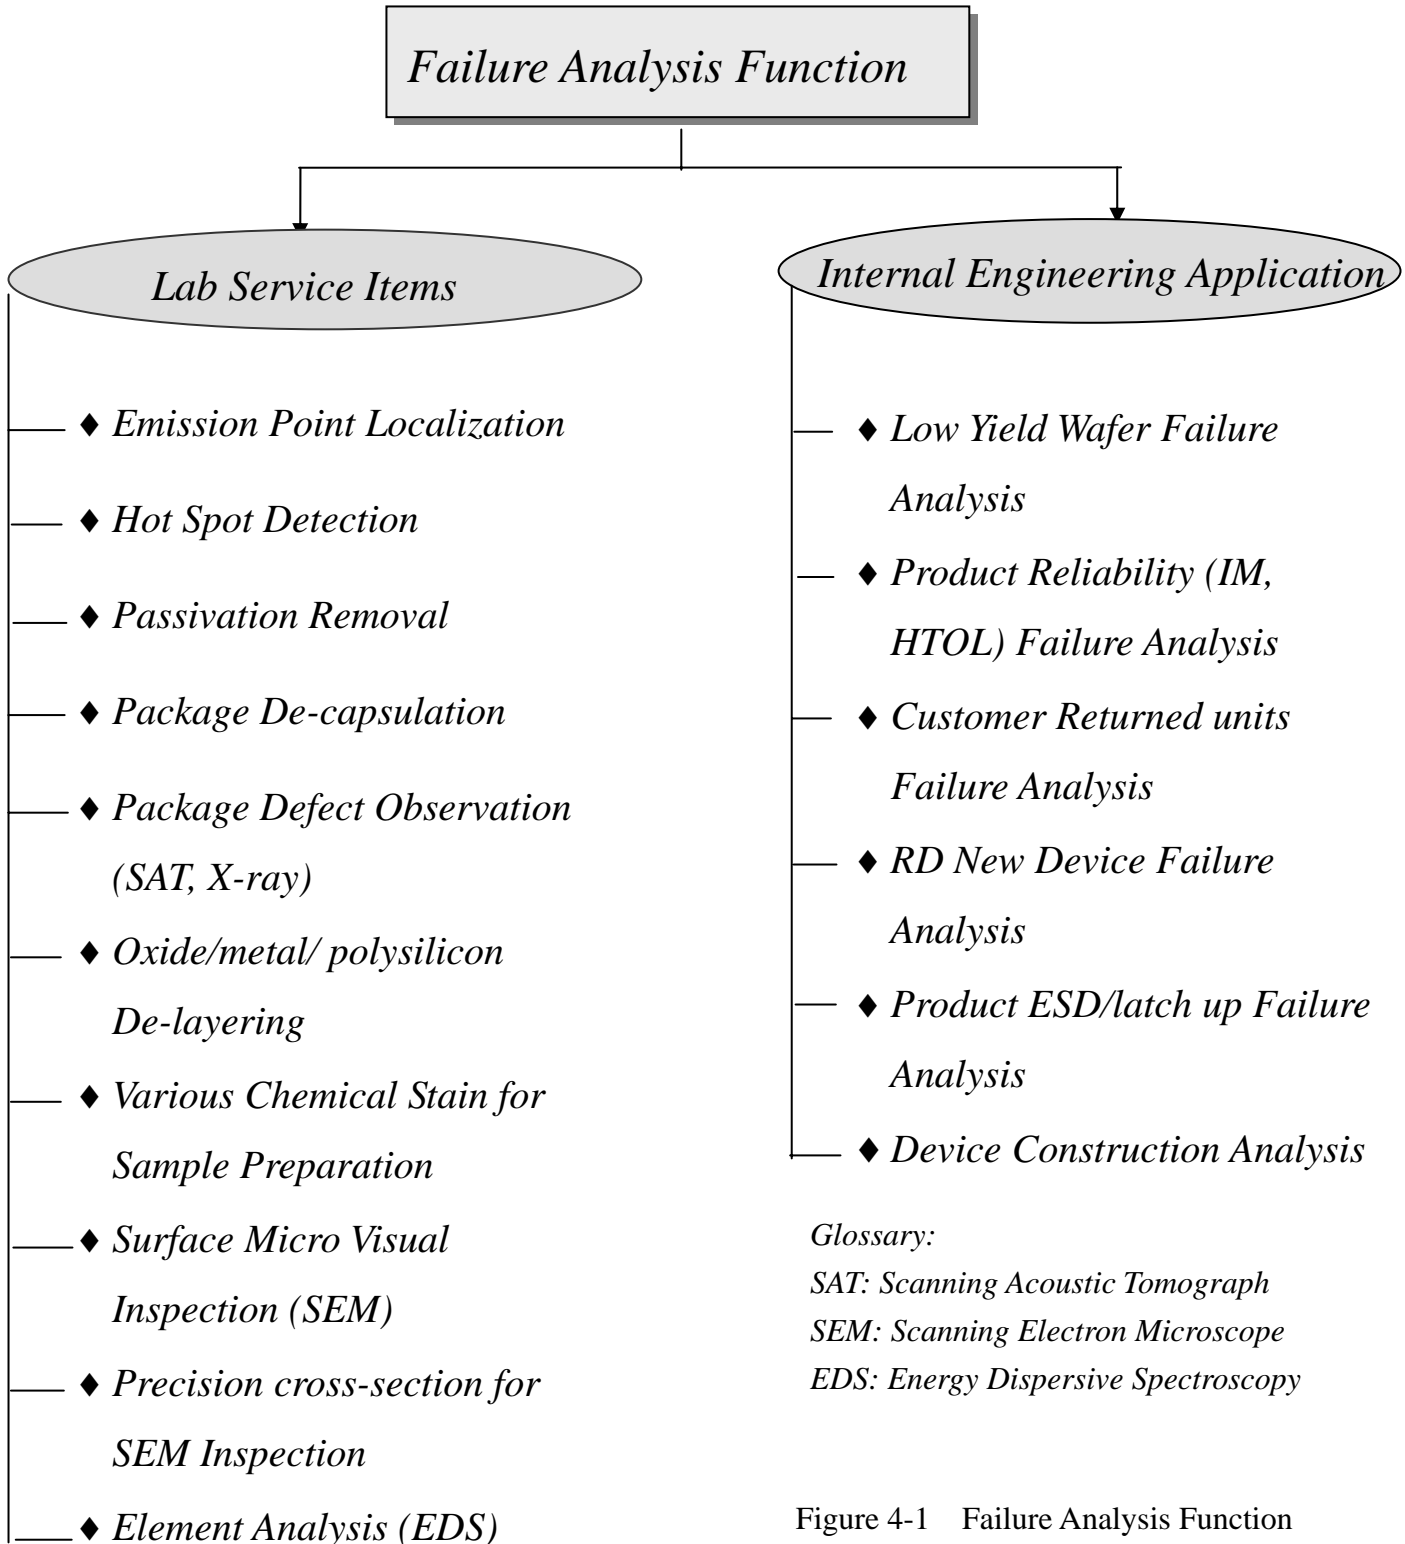 Failure Analysis Function
Lab Service Items
♦ Emission Point Localization
♦ Hot Spot Detection
♦ Passivation Removal
♦ Package De-capsulation
♦ Package Defect Observation
(SAT, X-ray)
♦ Oxide/metal/ polysilicon
De-layering
♦ Various Chemical Stain for
Sample Preparation
♦ Surface Micro Visual
Inspection (SEM)
♦ Precision cross-section for
SEM Inspection
♦ Element Analysis (EDS)
Internal Engineering Application
♦ Low Yield Wafer Failure
Analysis
♦ Product Reliability (IM,
HTOL) Failure Analysis
♦ Customer Returned units
Failure Analysis
♦ RD New Device Failure
Analysis
♦ Product ESD/latch up Failure
Analysis
♦ Device Construction Analysis
Glossary:
SAT: Scanning Acoustic Tomograph
SEM: Scanning Electron Microscope
EDS: Energy Dispersive Spectroscopy
Figure 4-1 Failure Analysis Function